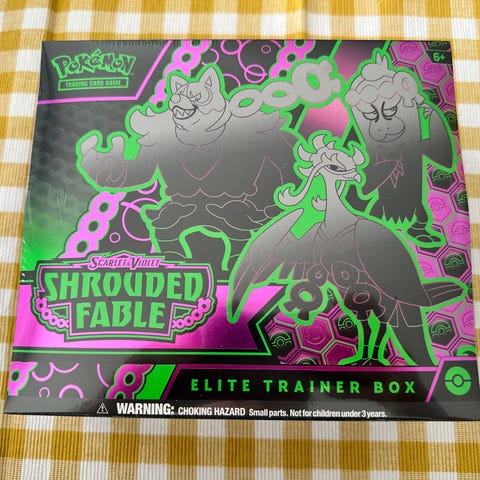 Pokémon
TRADING CARD GAME
6+
SCARLET & VIOLET
SHROUDED
FABLE
ELITE TRAINER BOX
⚠ WARNING: CHOKING HAZARD Small parts. Not for children under 3 years.